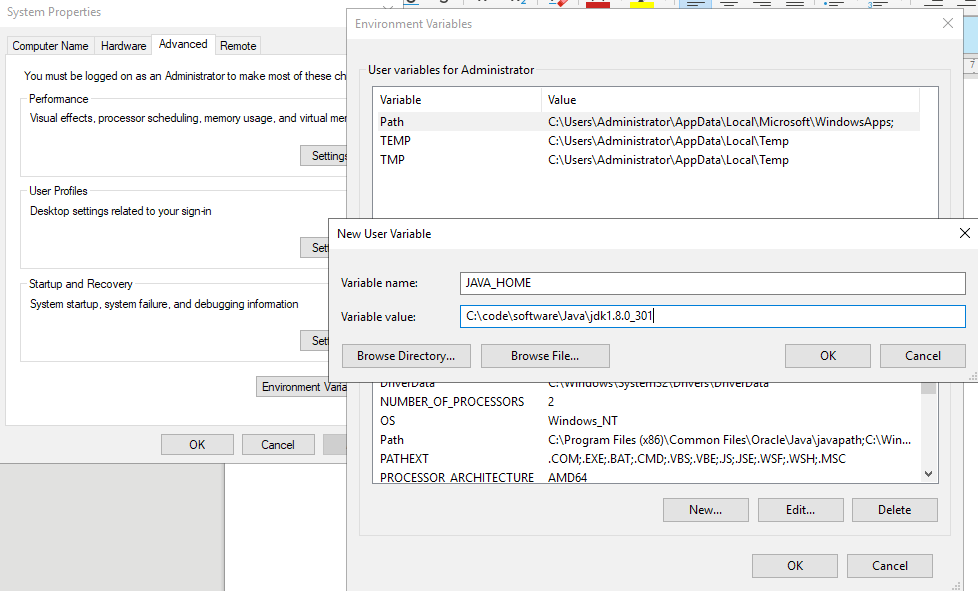 System Properties
Computer Name
Hardware
Advanced
Remote
You must be logged on as an Administrator to make most of these ch
Performance
Visual effects, processor scheduling, memory usage, and virtual mem
Settings
User Profiles
Desktop settings related to your sign-in
Sett
Startup and Recovery
System startup, system failure, and debugging information
Sett
Environment Varia
OK
Cancel
Environment Variables
User variables for Administrator
Variable Value
Path C:\Users\Administrator\AppData\Local\Microsoft\WindowsApps;
TEMP C:\Users\Administrator\AppData\Local\Temp
TMP C:\Users\Administrator\AppData\Local\Temp
New User Variable
Variable name: JAVA_HOME
Variable value: C:\code\software\Java\jdk1.8.0_301
Browse Directory... Browse File... OK Cancel
DriverData C:\Windows\System32\Drivers\DriverData
NUMBER_OF_PROCESSORS 2
OS Windows_NT
Path C:\Program Files (x86)\Common Files\Oracle\Java\javapath;C:\Win...
PATHEXT .COM;.EXE;.BAT;.CMD;.VBS;.VBE;.JS;.JSE;.WSF;.WSH;.MSC
PROCESSOR_ARCHITECTURE AMD64
New... Edit... Delete
OK Cancel
7